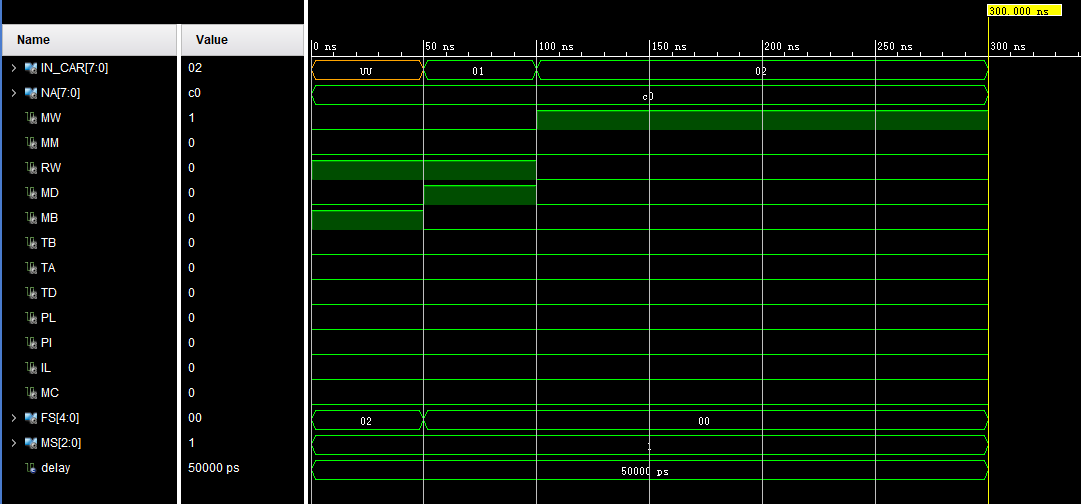 300.000 ns
Name Value
0 ns 50 ns 100 ns 150 ns 200 ns 250 ns 300 ns
IN_CAR[7:0] 02 UU 01 02
NA[7:0] c0 c0
MW 1
MM 0
RW 0
MD 0
MB 0
TB 0
TA 0
TD 0
PL 0
PI 0
IL 0
MC 0
FS[4:0] 00 02 00
MS[2:0] 1 1
delay 50000 ps 50000 ps